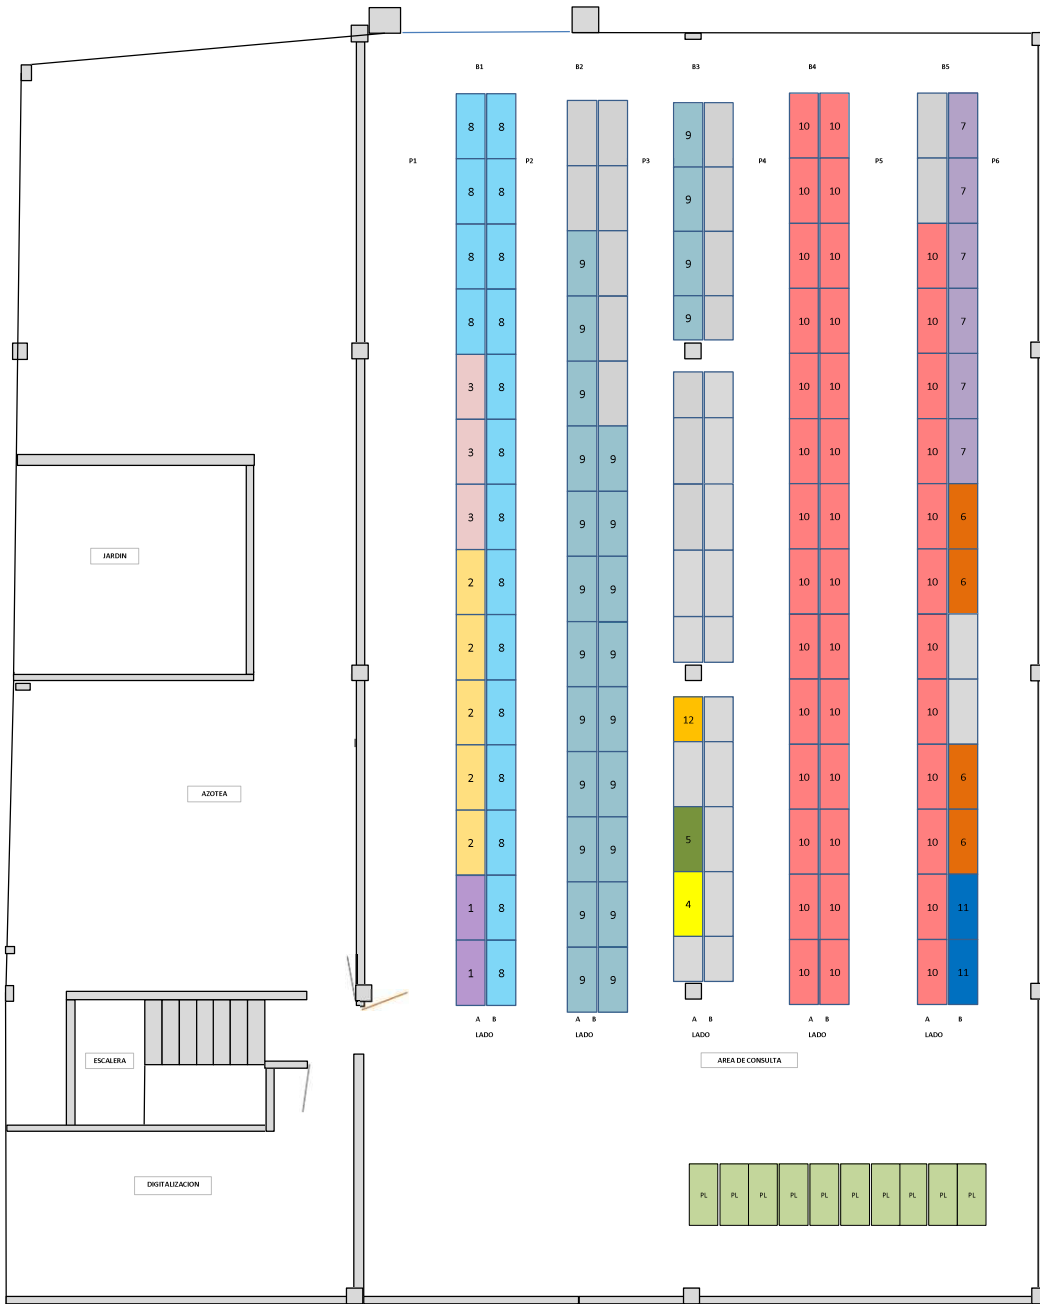 B1 B2 B3 B4 B5
8 8 10 10 7
9
P1 P2 P3 P4 P5 P6
8 8 9 10 10 7
8 8 9 9 10 10 10 7
8 8 9 9 10 10 10 7
3 8 9 10 10 10 7
3 8 9 9 10 10 10 7
3 8 9 9 10 10 10 6
JARDIN
2 8 9 9 10 10 10 6
2 8 9 9 10 10 10
2 8 9 9 12 10 10 10
2 8 9 9 10 10 10 6
AZOTEA
2 8 9 9 5 10 10 10 6
1 8 9 9 4 10 10 10 11
1 8 9 9 10 10 10 11
A B A B A B A B A B
LADO LADO LADO LADO LADO
ESCALERA
AREA DE CONSULTA
DIGITALIZACION
PL PL PL PL PL PL PL PL PL PL